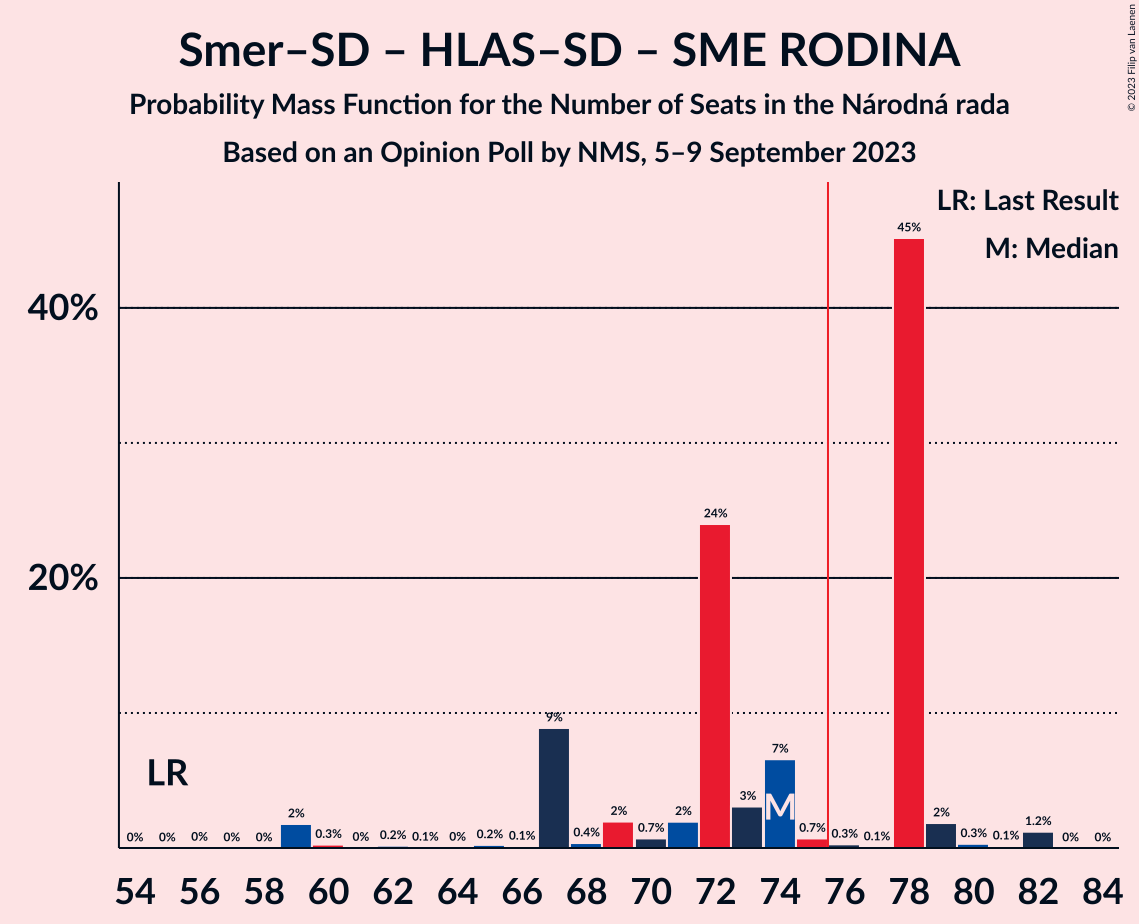 Smer–SD – HLAS–SD – SME RODINA
Probability Mass Function for the Number of Seats in the Národná rada
Based on an Opinion Poll by NMS, 5–9 September 2023
© 2023 Filip van Laenen
LR: Last Result
M: Median
40%
20%
LR
M
0% 0% 0% 0% 0% 2% 0.3% 0% 0.2% 0.1% 0% 0.2% 0.1% 9% 0.4% 2% 0.7% 2% 24% 3% 7% 0.7% 0.3% 0.1% 45% 2% 0.3% 0.1% 1.2% 0% 0%
54 56 58 60 62 64 66 68 70 72 74 76 78 80 82 84